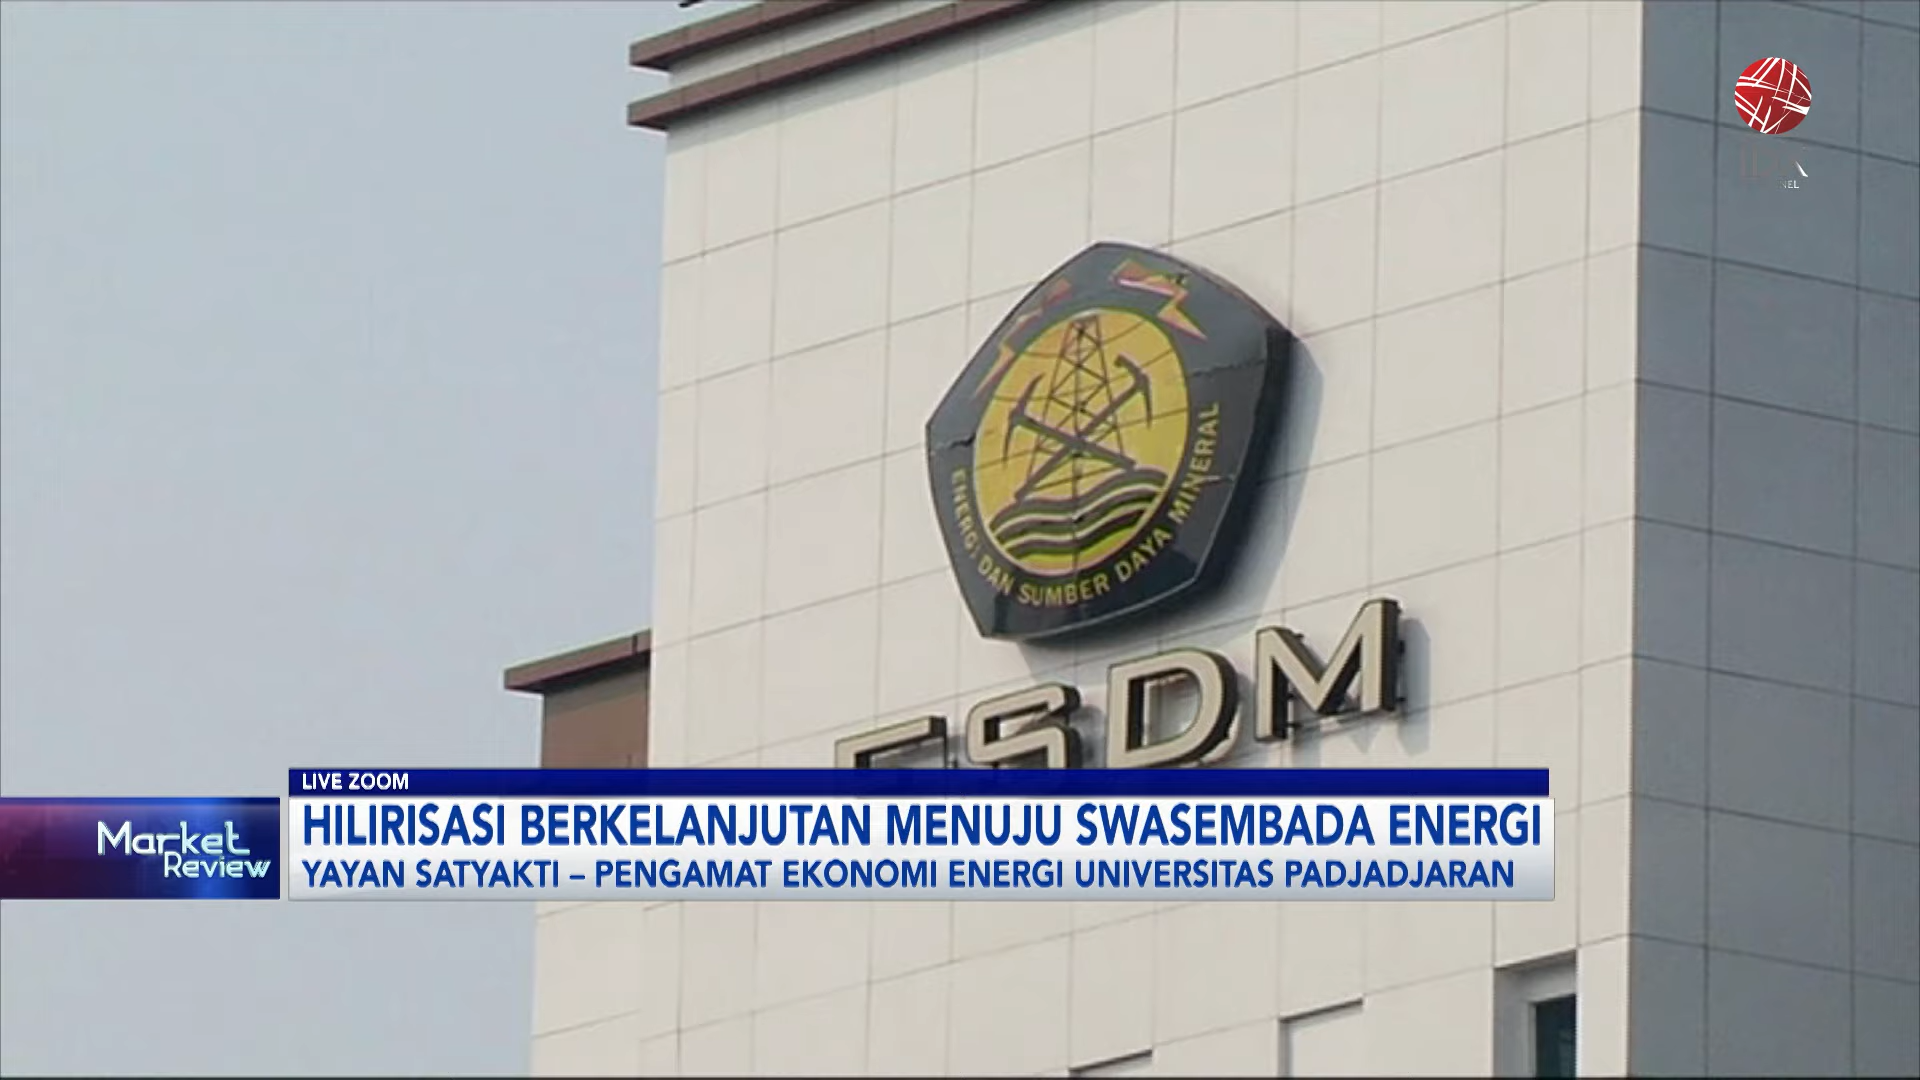 ENERGI DAN SUMBER DAYA MINERAL
ESDM
LIVE ZOOM
Market
Review
HILIRISASI BERKELANJUTAN MENUJU SWASEMBADA ENERGI
YAYAN SATYAKTI – PENGAMAT EKONOMI ENERGI UNIVERSITAS PADJADJARAN